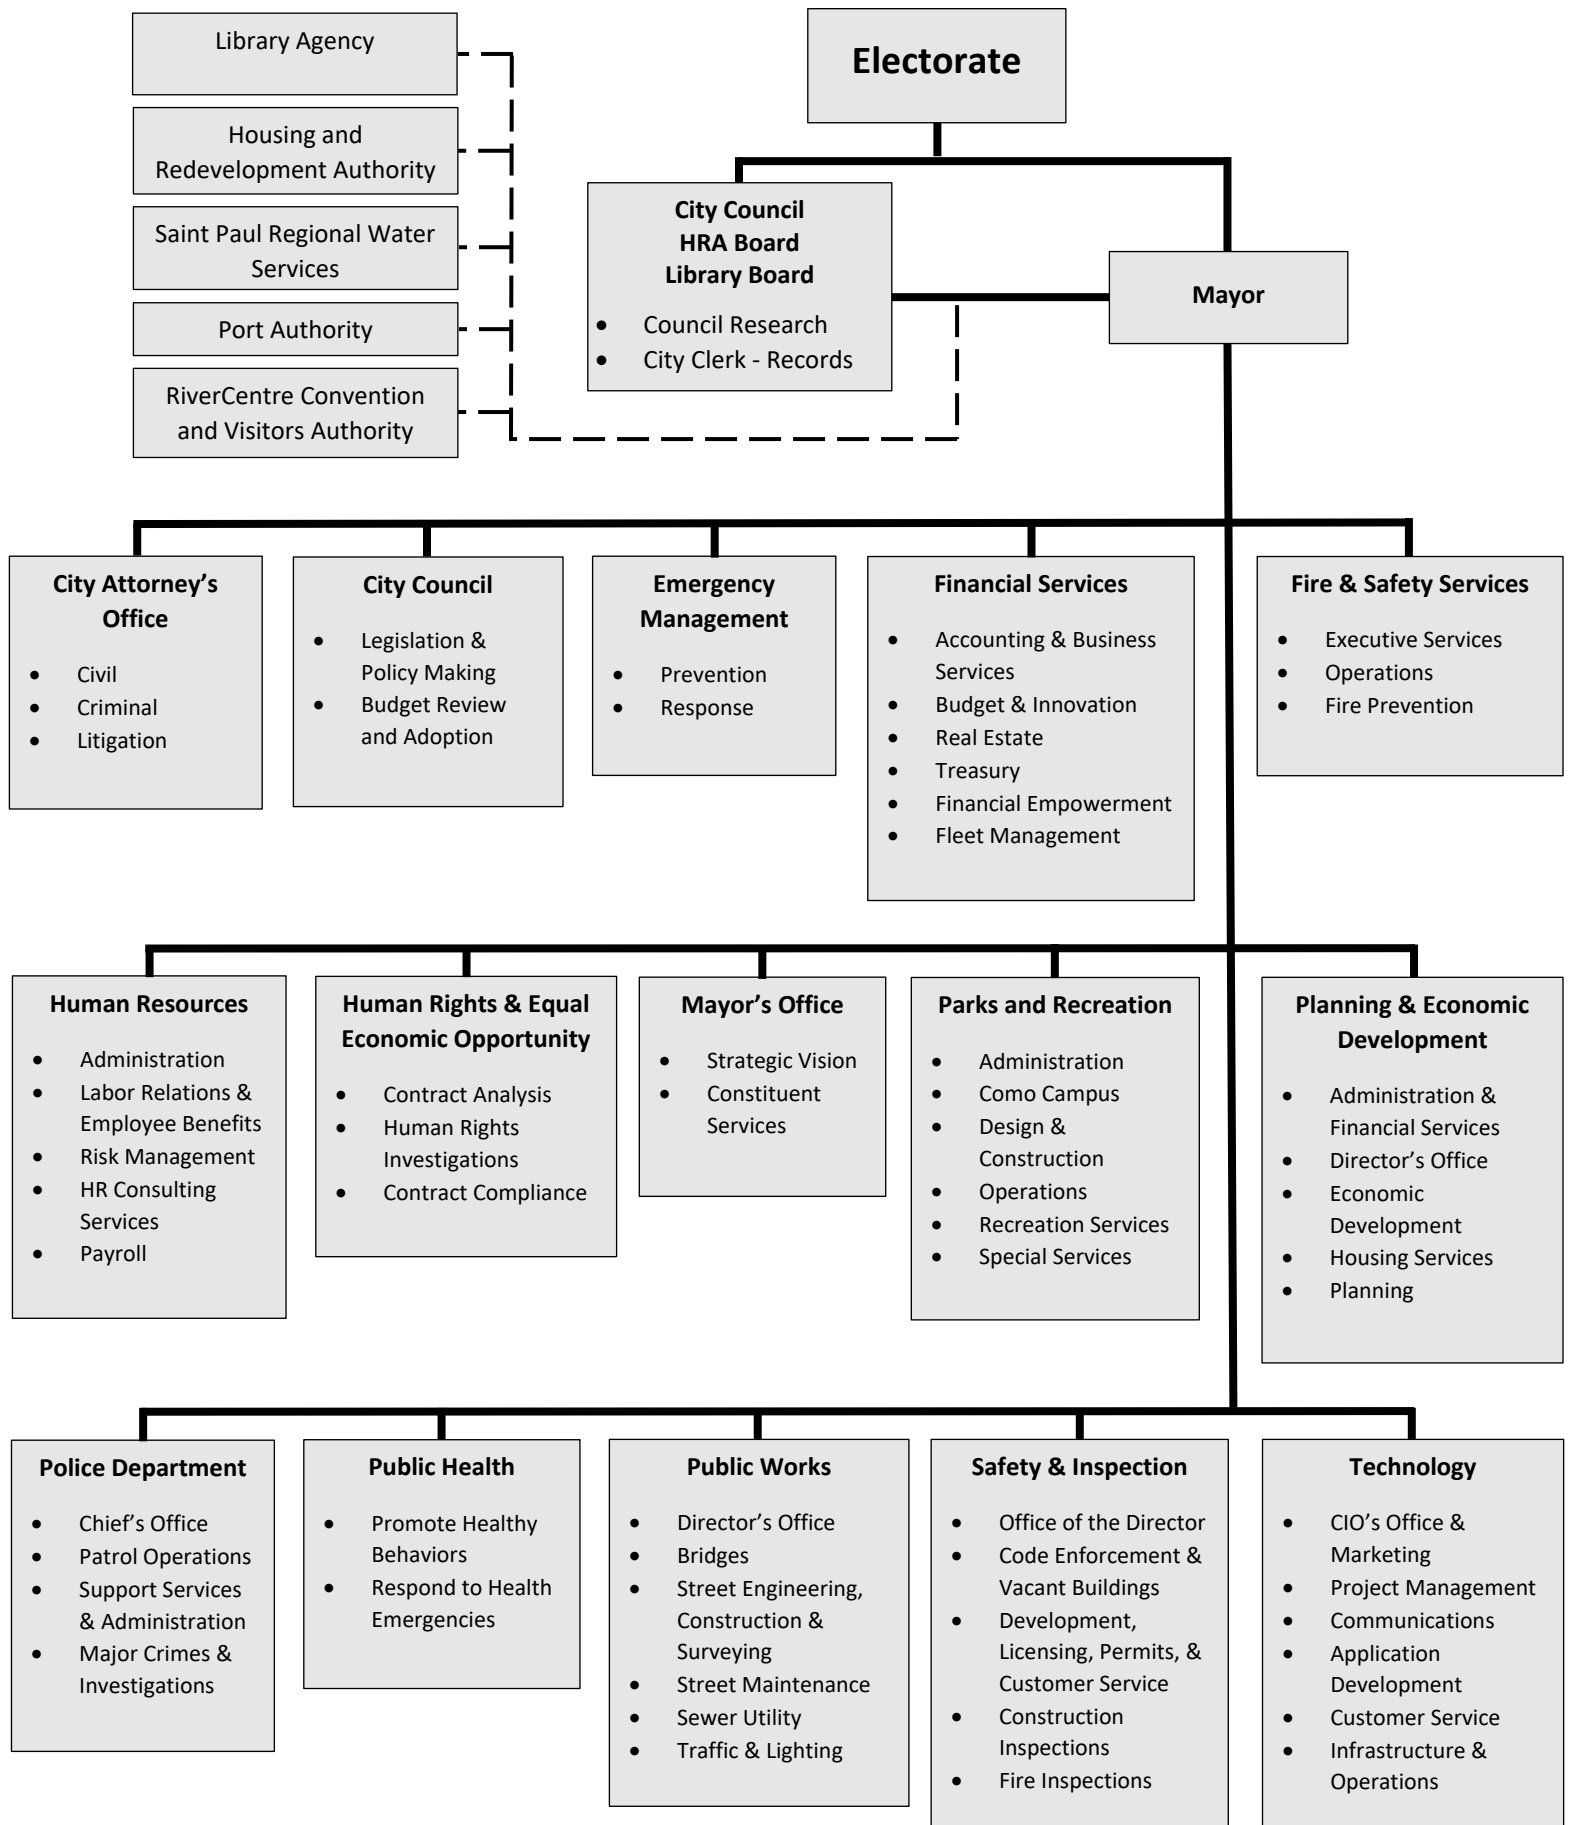 Library Agency
Housing and
Redevelopment Authority
Saint Paul Regional Water
Services
Port Authority
RiverCentre Convention
and Visitors Authority
Electorate
City Council
HRA Board
Library Board
• Council Research
• City Clerk - Records
Mayor
City Attorney’s
Office
• Civil
• Criminal
• Litigation
City Council
• Legislation &
Policy Making
• Budget Review
and Adoption
Emergency
Management
• Prevention
• Response
Financial Services
• Accounting & Business
Services
• Budget & Innovation
• Real Estate
• Treasury
• Financial Empowerment
• Fleet Management
Fire & Safety Services
• Executive Services
• Operations
• Fire Prevention
Human Resources
• Administration
• Labor Relations &
Employee Benefits
• Risk Management
• HR Consulting
Services
• Payroll
Human Rights & Equal
Economic Opportunity
• Contract Analysis
• Human Rights
Investigations
• Contract Compliance
Mayor’s Office
• Strategic Vision
• Constituent
Services
Parks and Recreation
• Administration
• Como Campus
• Design &
Construction
• Operations
• Recreation Services
• Special Services
Planning & Economic
Development
• Administration &
Financial Services
• Director’s Office
• Economic
Development
• Housing Services
• Planning
Police Department
• Chief’s Office
• Patrol Operations
• Support Services
& Administration
• Major Crimes &
Investigations
Public Health
• Promote Healthy
Behaviors
• Respond to Health
Emergencies
Public Works
• Director’s Office
• Bridges
• Street Engineering,
Construction &
Surveying
• Street Maintenance
• Sewer Utility
• Traffic & Lighting
Safety & Inspection
• Office of the Director
• Code Enforcement &
Vacant Buildings
• Development,
Licensing, Permits, &
Customer Service
• Construction
Inspections
• Fire Inspections
Technology
• CIO’s Office &
Marketing
• Project Management
• Communications
• Application
Development
• Customer Service
• Infrastructure &
Operations